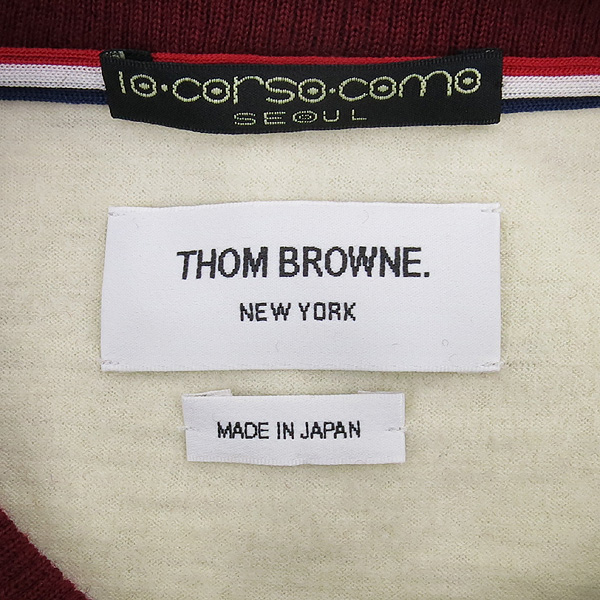 10·corso·como
SEOUL
THOM BROWNE.
NEW YORK
MADE IN JAPAN